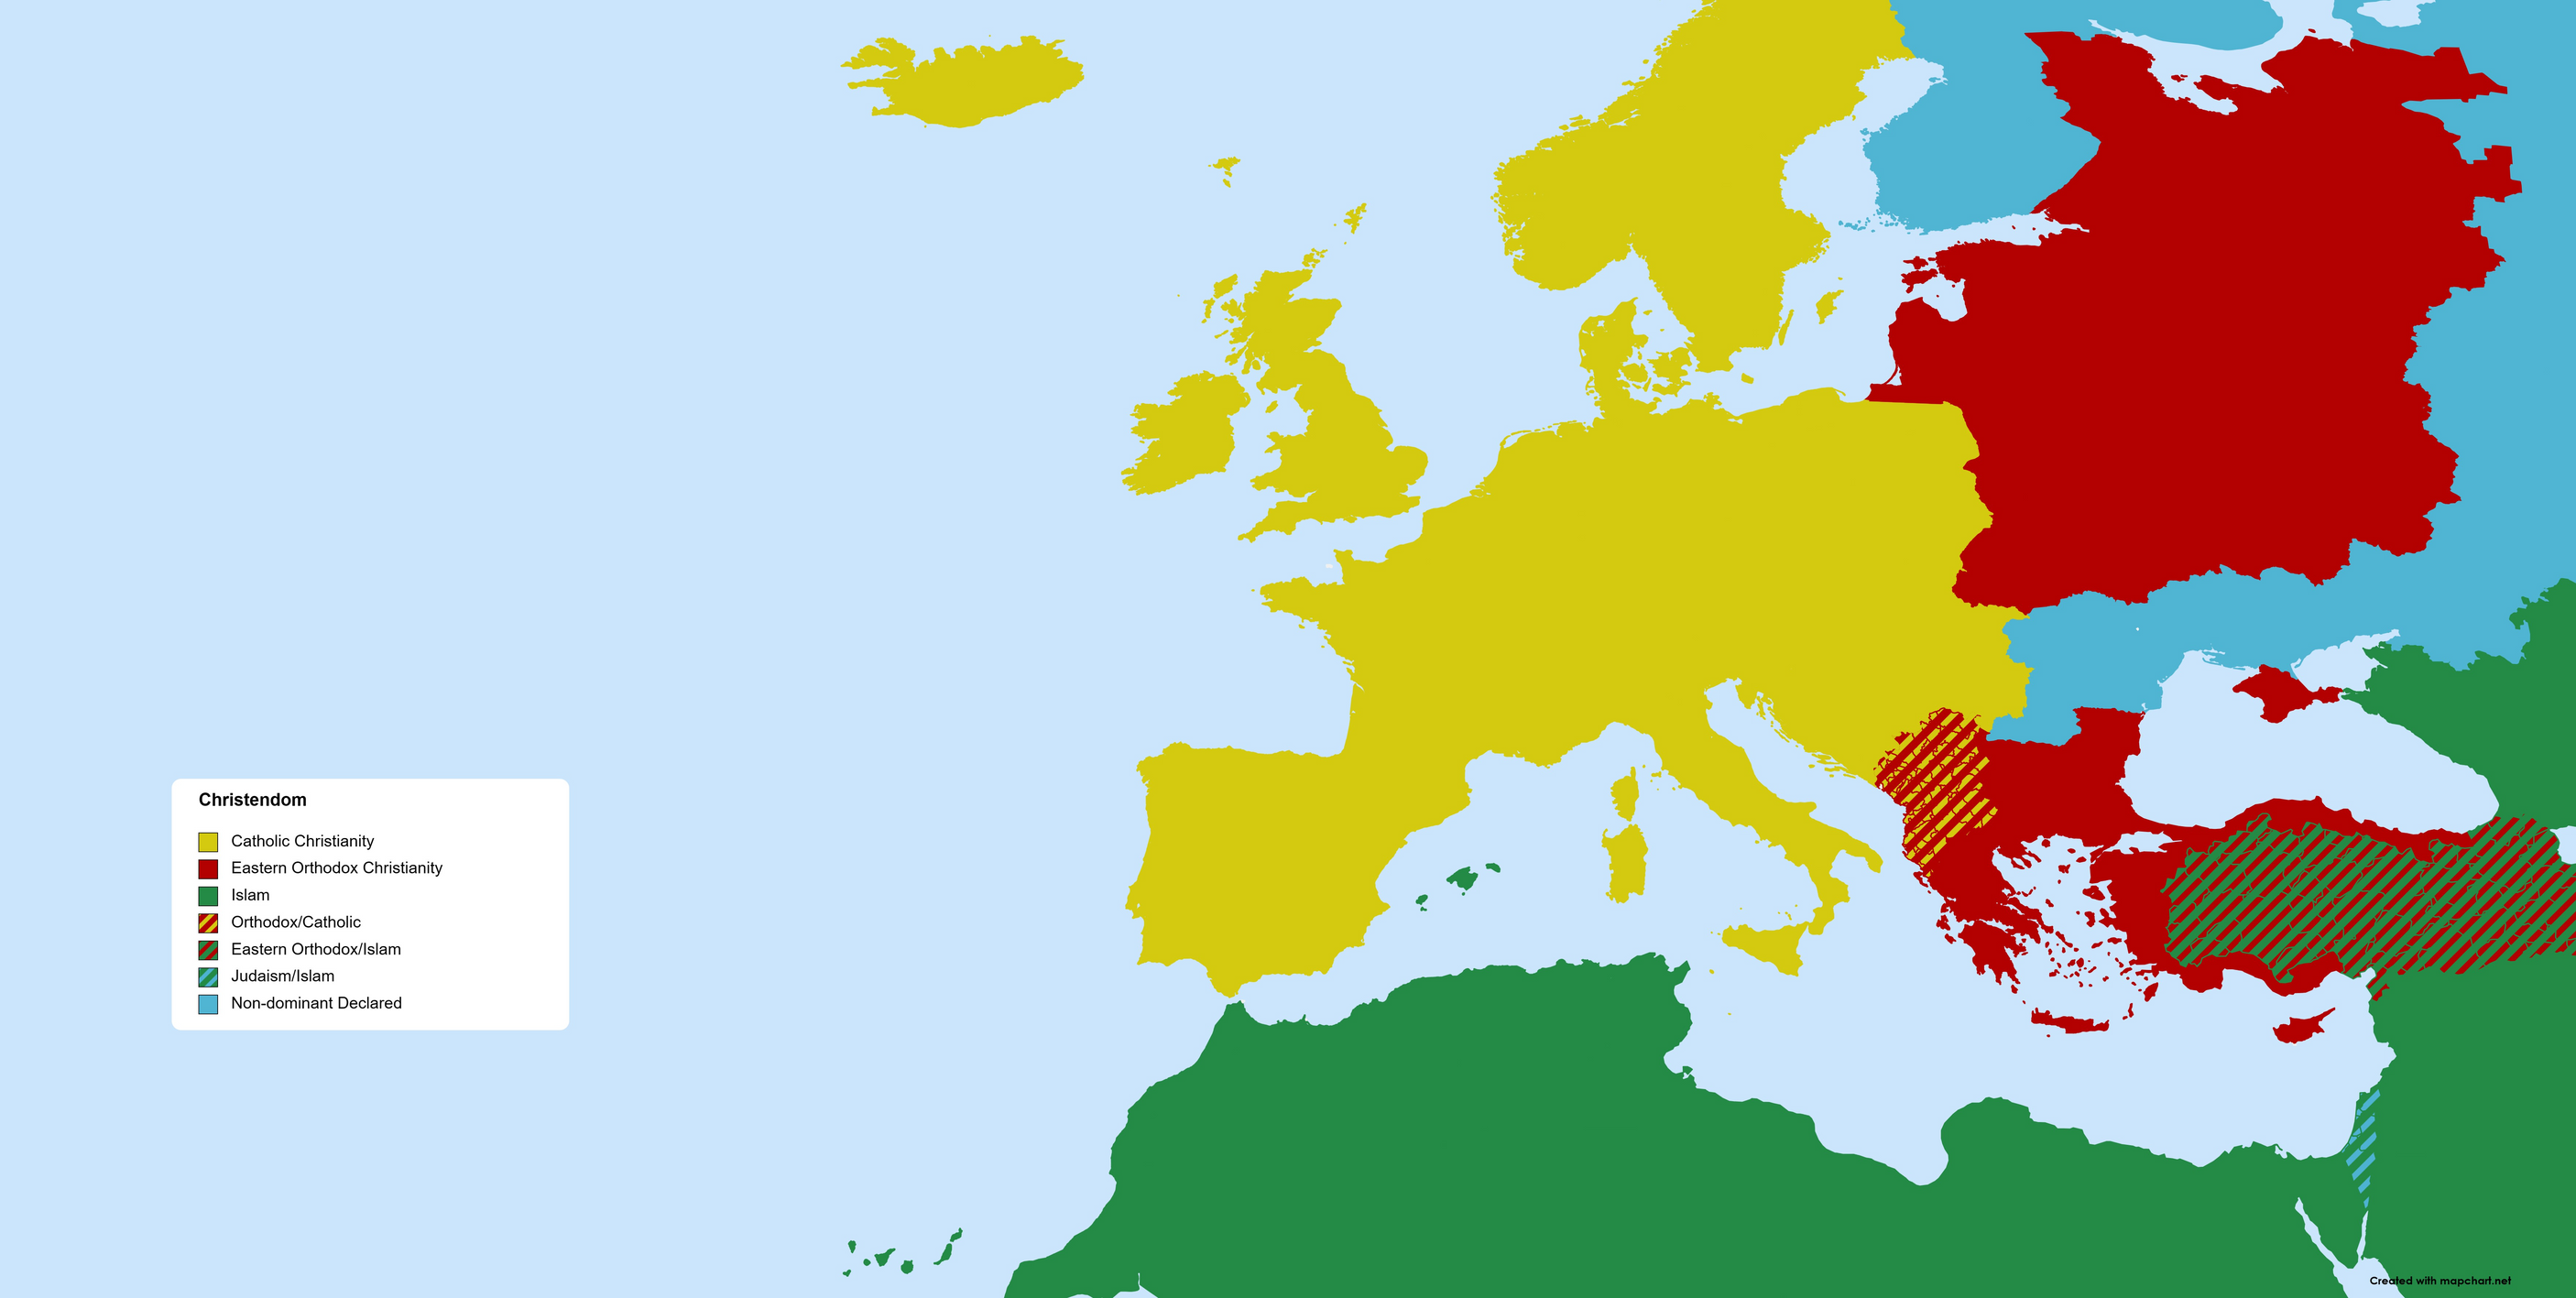 Christendom
Catholic Christianity
Eastern Orthodox Christianity
Islam
Orthodox/Catholic
Eastern Orthodox/Islam
Judaism/Islam
Non-dominant Declared
Created with mapchart.net